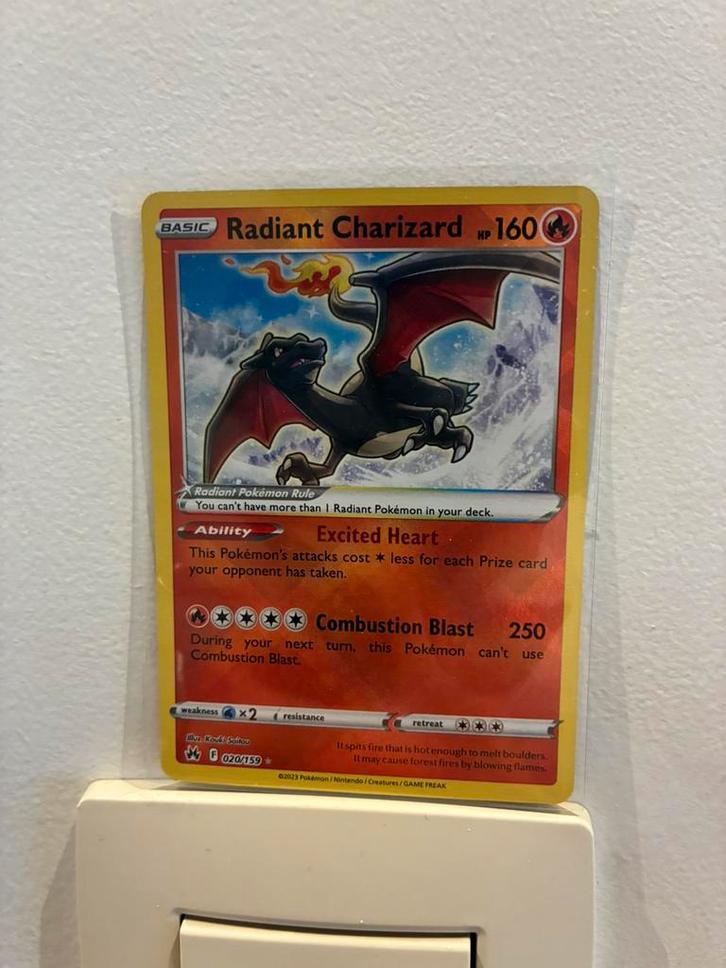 BASIC Radiant Charizard HP 160
Radiant Pokémon Rule
You can't have more than 1 Radiant Pokémon in your deck.
Ability Excited Heart
This Pokémon's attacks cost ✶ less for each Prize card
your opponent has taken.
Combustion Blast 250
During your next turn, this Pokémon can't use
Combustion Blast.
weakness ×2 resistance retreat
Illus. Kouki Saitou
F 020/159 ★
It spits fire that is hot enough to melt boulders.
It may cause forest fires by blowing flames.
©2023 Pokémon / Nintendo / Creatures / GAME FREAK